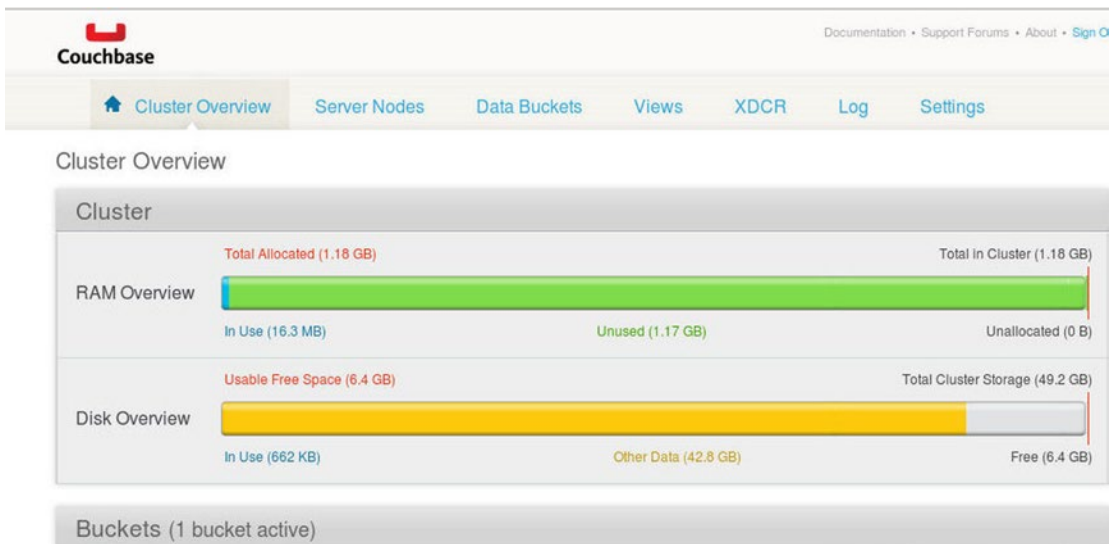 Couchbase
Documentation • Support Forums • About • Sign
Cluster Overview Server Nodes Data Buckets Views XDCR Log Settings
Cluster Overview
Cluster
Total Allocated (1.18 GB) Total in Cluster (1.18 GB)
RAM Overview
In Use (16.3 MB) Unused (1.17 GB) Unallocated (0 B)
Usable Free Space (6.4 GB) Total Cluster Storage (49.2 GB)
Disk Overview
In Use (662 KB) Other Data (42.8 GB) Free (6.4 GB)
Buckets (1 bucket active)